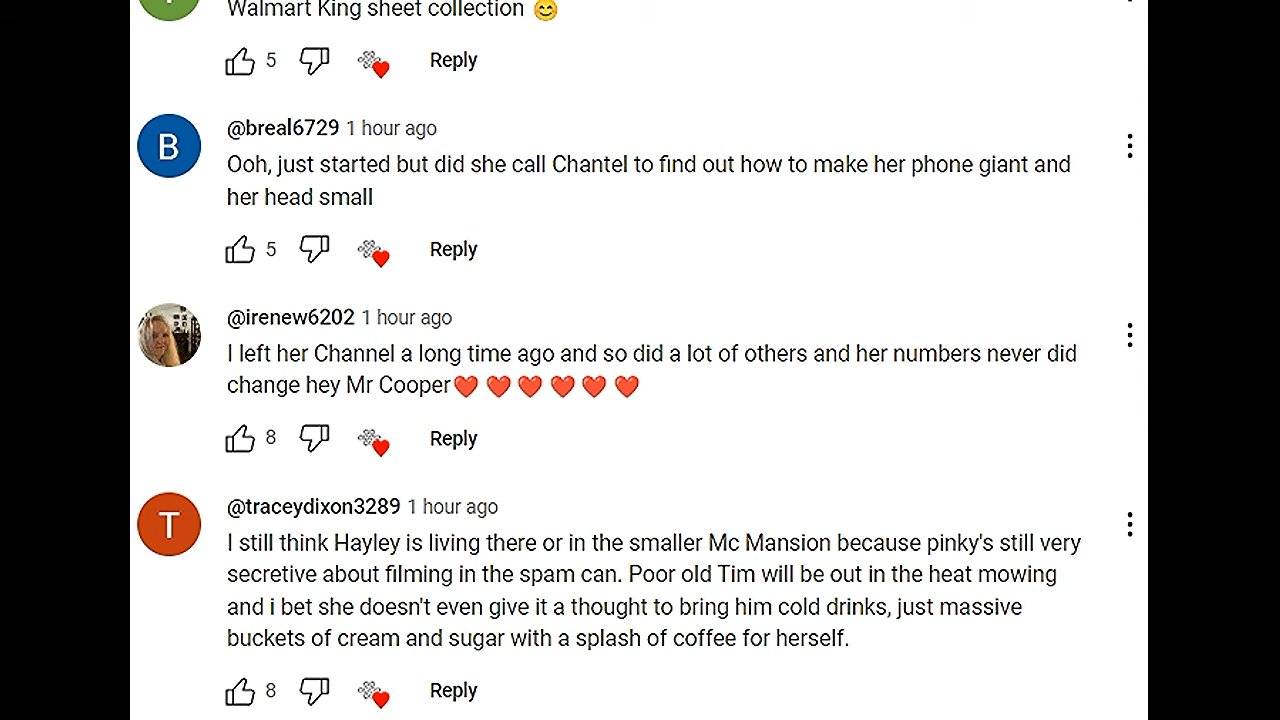 Walmart King sheet collection 😊
5 Reply
B
@breal6729 1 hour ago
Ooh, just started but did she call Chantel to find out how to make her phone giant and
her head small
5 Reply
@irenew6202 1 hour ago
I left her Channel a long time ago and so did a lot of others and her numbers never did
change hey Mr Cooper❤️ ❤️ ❤️ ❤️ ❤️ ❤️
8 Reply
T
@traceydixon3289 1 hour ago
I still think Hayley is living there or in the smaller Mc Mansion because pinky's still very
secretive about filming in the spam can. Poor old Tim will be out in the heat mowing
and i bet she doesn't even give it a thought to bring him cold drinks, just massive
buckets of cream and sugar with a splash of coffee for herself.
8 Reply